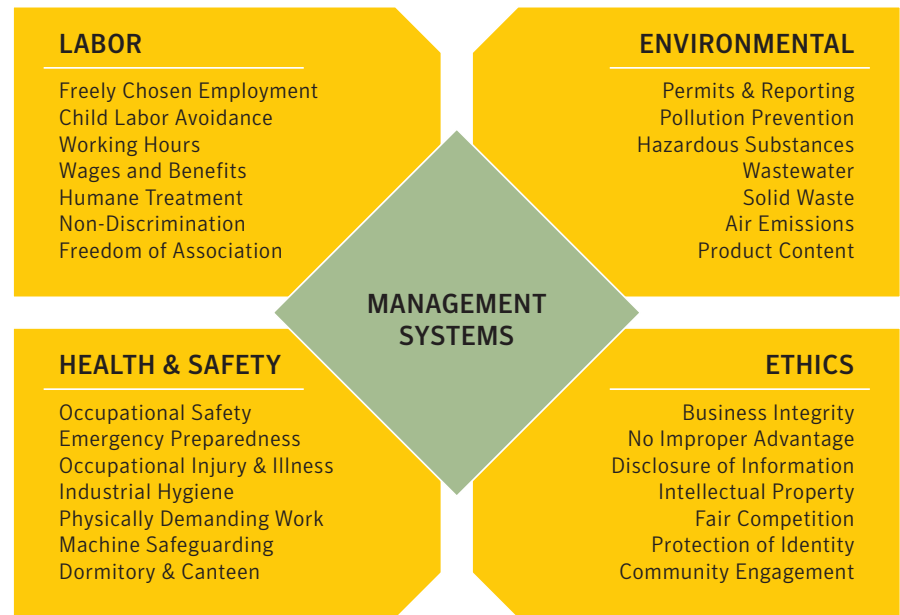 LABOR
Freely Chosen Employment
Child Labor Avoidance
Working Hours
Wages and Benefits
Humane Treatment
Non-Discrimination
Freedom of Association
ENVIRONMENTAL
Permits & Reporting
Pollution Prevention
Hazardous Substances
Wastewater
Solid Waste
Air Emissions
Product Content
MANAGEMENT
SYSTEMS
HEALTH & SAFETY
Occupational Safety
Emergency Preparedness
Occupational Injury & Illness
Industrial Hygiene
Physically Demanding Work
Machine Safeguarding
Dormitory & Canteen
ETHICS
Business Integrity
No Improper Advantage
Disclosure of Information
Intellectual Property
Fair Competition
Protection of Identity
Community Engagement